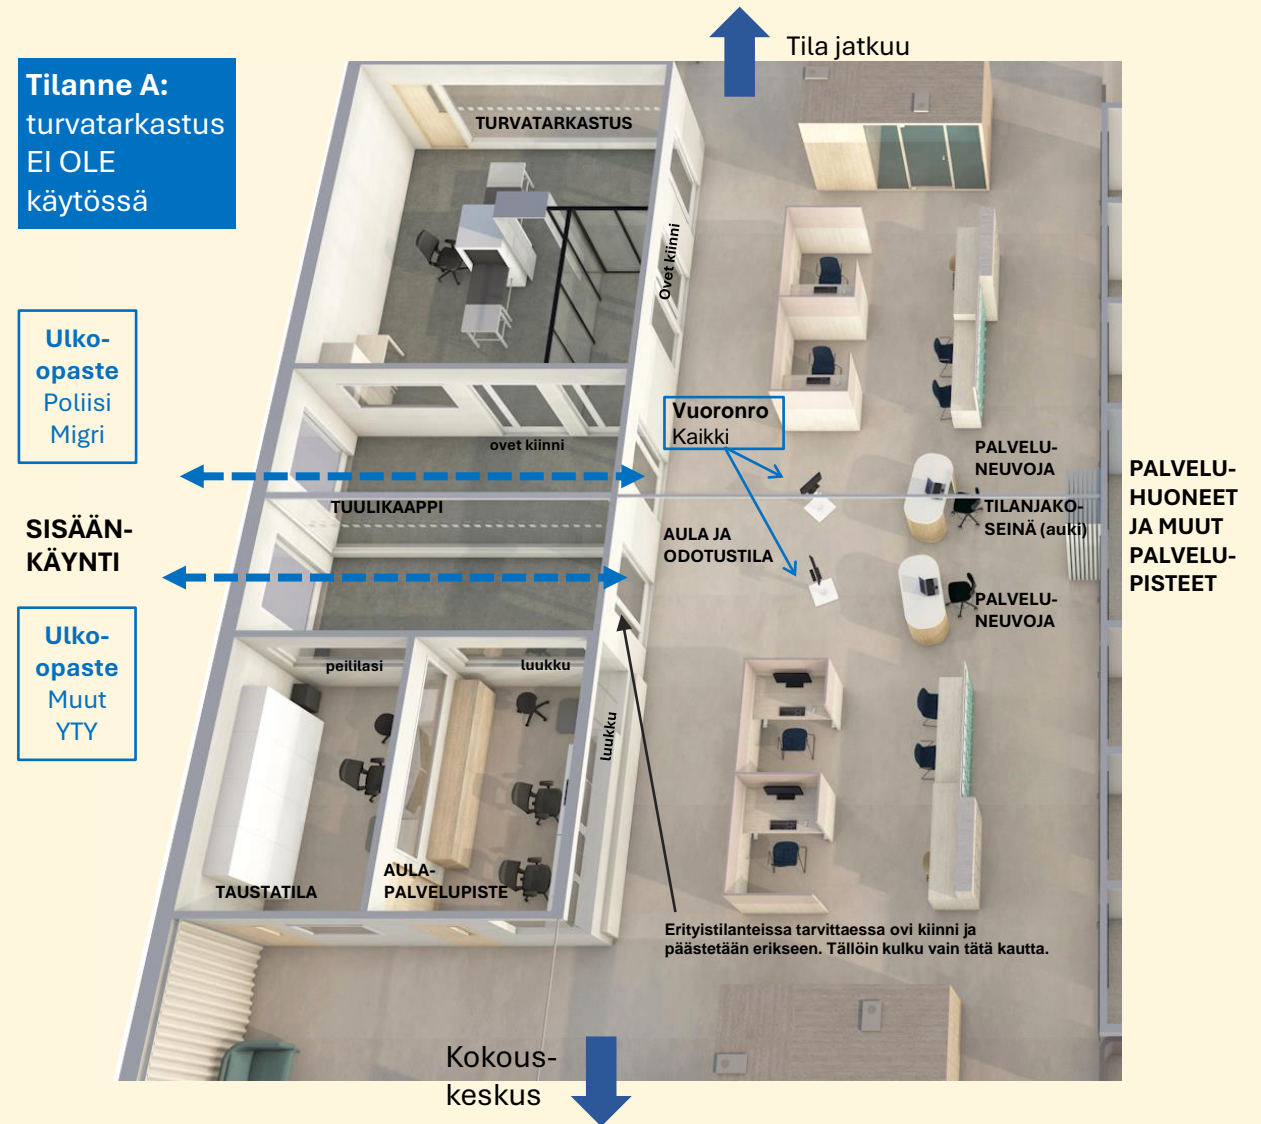 Tila jatkuu
Tilanne A:
turvatarkastus
EI OLE
käytössä
TURVATARKASTUS
Ovet kiinni
Ulko-
opaste
Poliisi
Migri
ovet kiinni
Vuoronro
Kaikki
PALVELU-
NEUVOJA
TUULIKAAPPI
TILANJAKO-
SEINÄ (auki)
PALVELU-
HUONEET
JA MUUT
PALVELU-
PISTEET
SISÄÄN-
KÄYNTI
AULA JA
ODOTUSTILA
PALVELU-
NEUVOJA
Ulko-
opaste
Muut
YTY
peililasi
luukku
luukku
TAUSTATILA
AULA-
PALVELUPISTE
Erityistilanteissa tarvittaessa ovi kiinni ja
päästetään erikseen. Tällöin kulku vain tätä kautta.
Kokous-
keskus